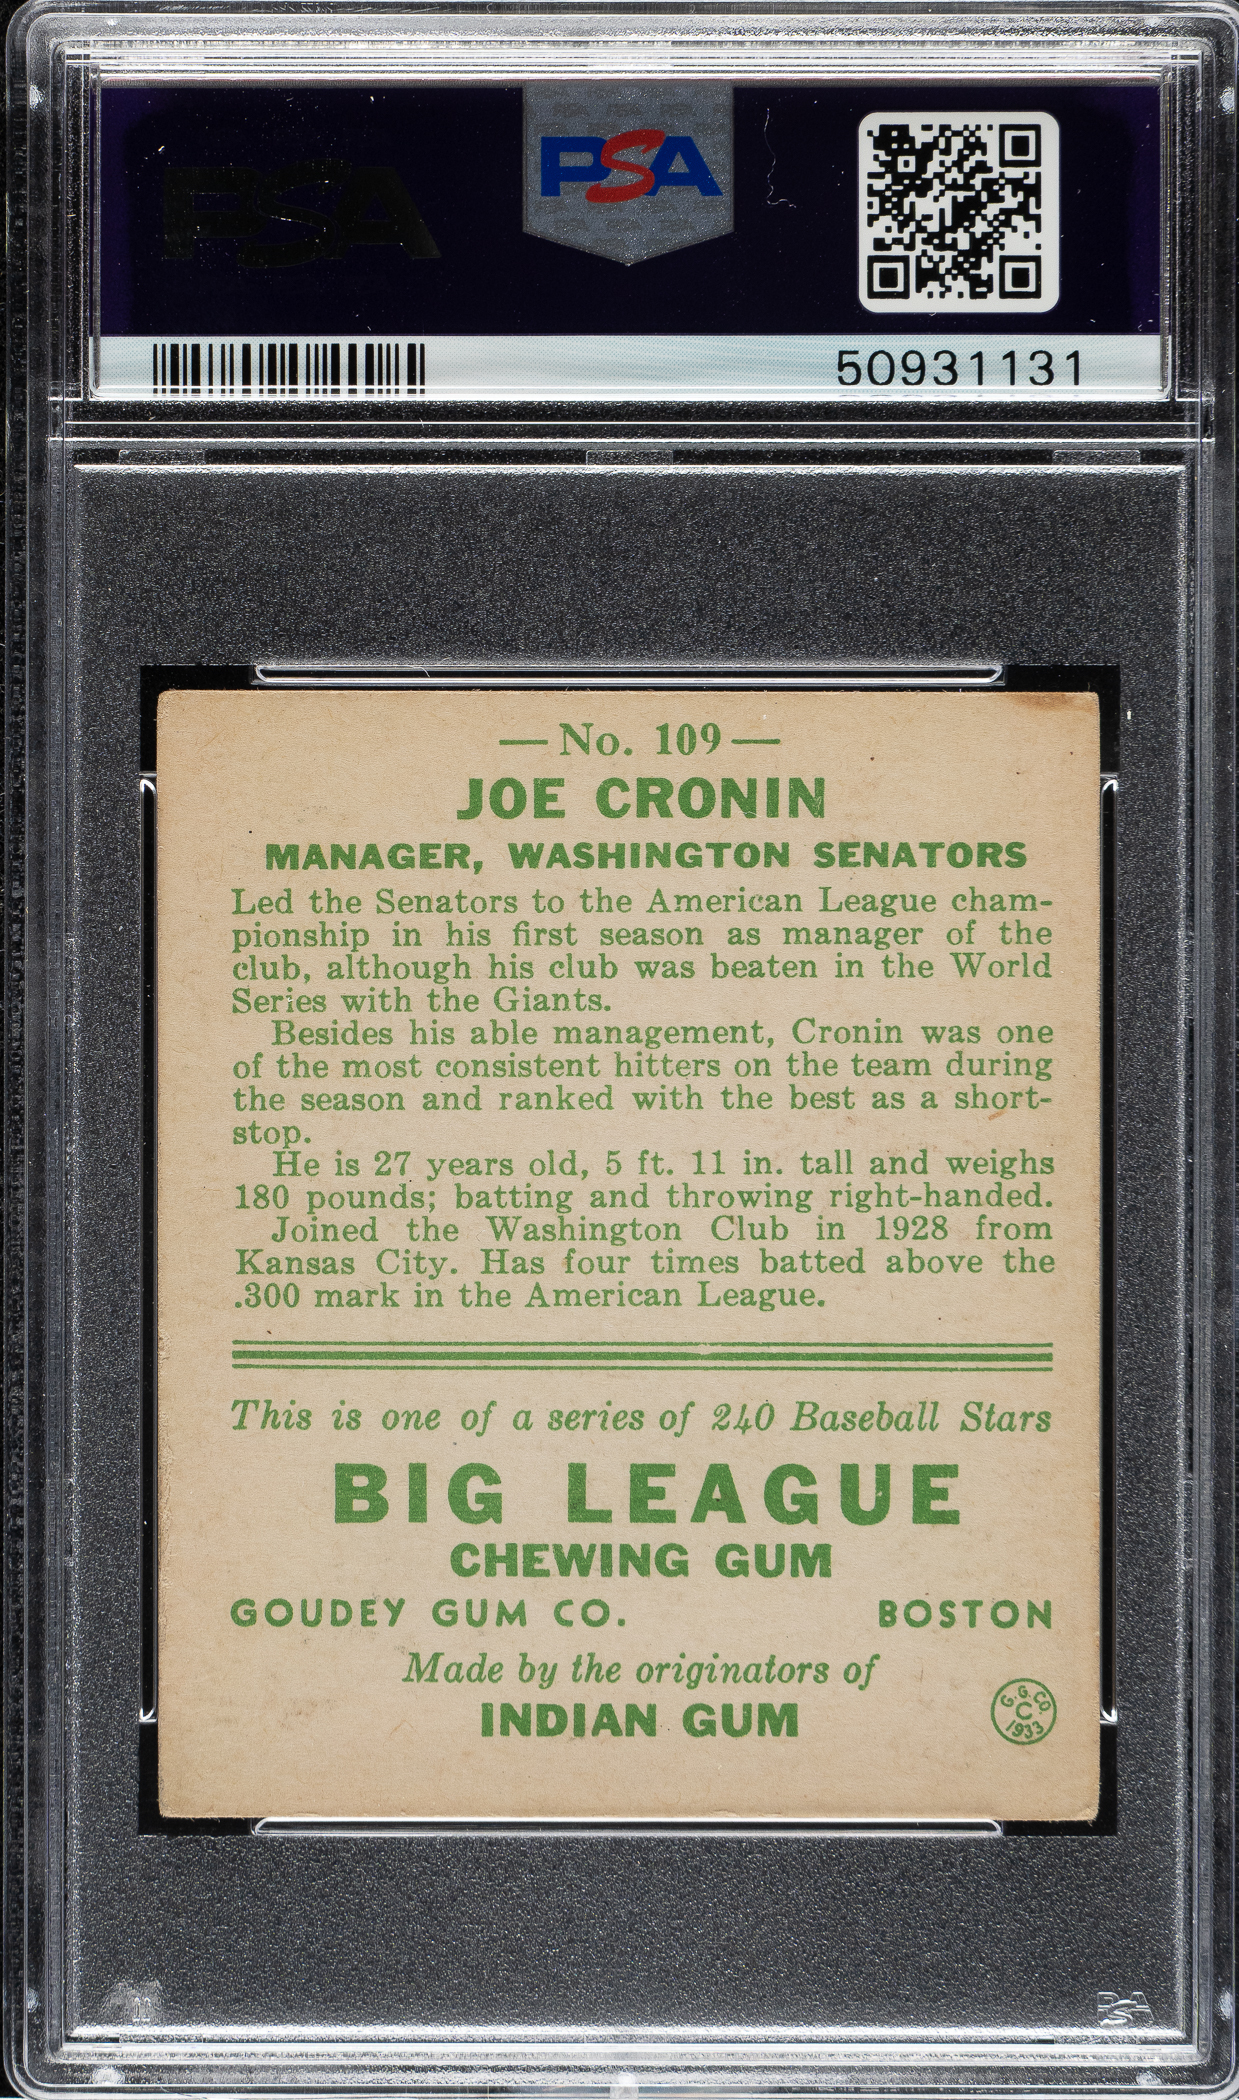 PSA
PSA
50931131
— No. 109 —
JOE CRONIN
MANAGER, WASHINGTON SENATORS
Led the Senators to the American League cham-
pionship in his first season as manager of the
club, although his club was beaten in the World
Series with the Giants.
Besides his able management, Cronin was one
of the most consistent hitters on the team during
the season and ranked with the best as a short-
stop.
He is 27 years old, 5 ft. 11 in. tall and weighs
180 pounds; batting and throwing right-handed.
Joined the Washington Club in 1928 from
Kansas City. Has four times batted above the
.300 mark in the American League.
This is one of a series of 240 Baseball Stars
BIG LEAGUE
CHEWING GUM
GOUDEY GUM CO. BOSTON
Made by the originators of
INDIAN GUM
G. G. CO.
C
1933
PSA